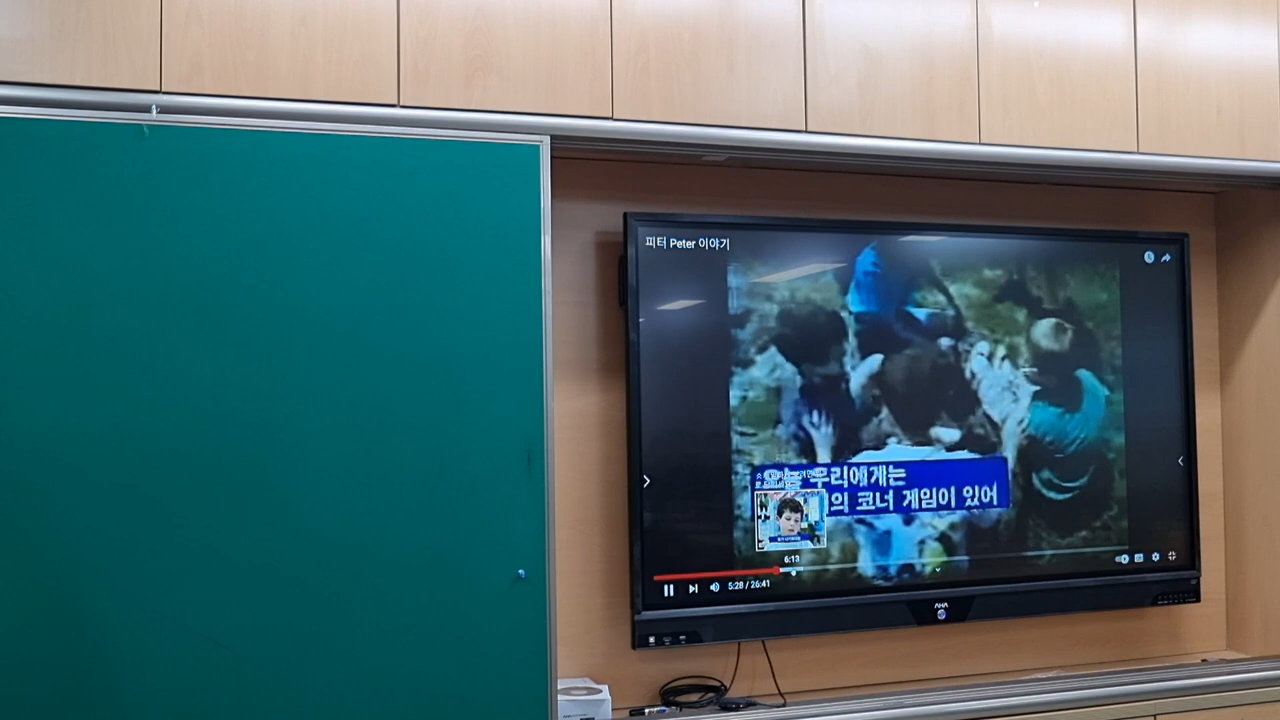 피터 Peter 이야기
우리에게는
의 코너 게임이 있어
6:13
5:28 / 26:41
AHA